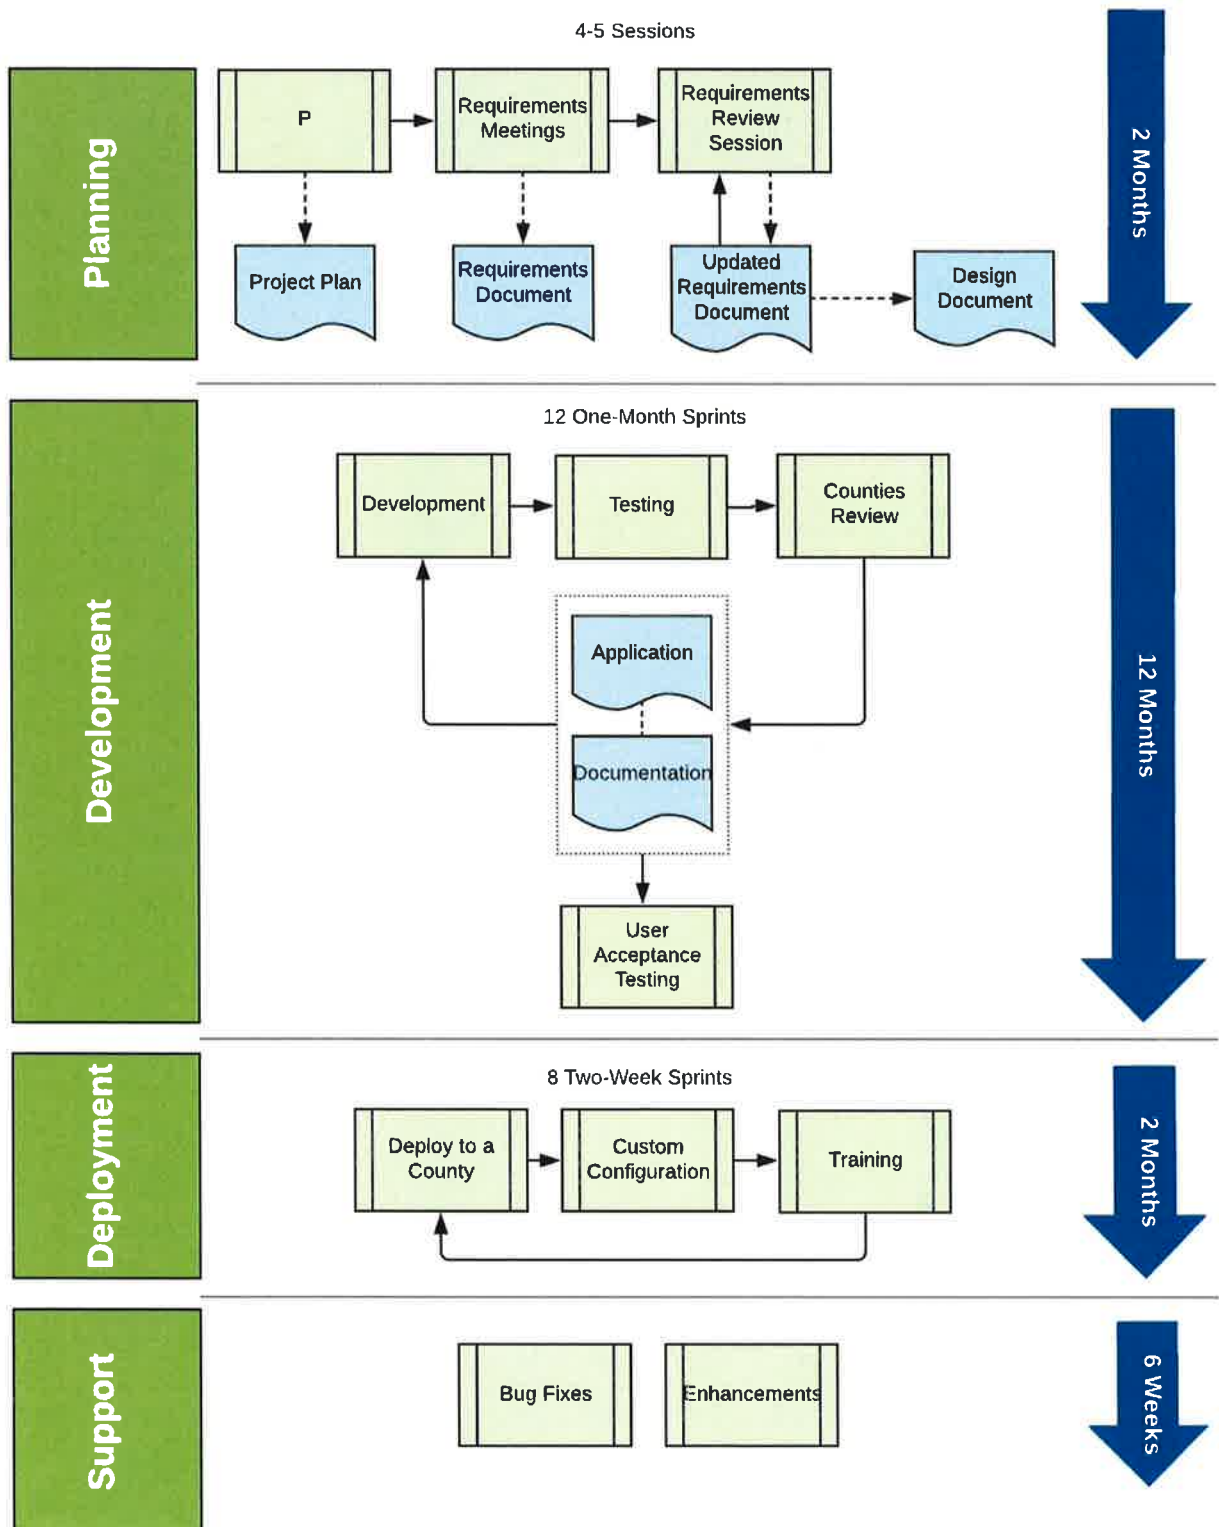 4-5 Sessions
Planning
P
Requirements
Meetings
Requirements
Review
Session
2 Months
Project Plan
Requirements
Document
Updated
Requirements
Document
Design
Document
12 One-Month Sprints
Development
Development
Testing
Counties
Review
12 Months
Application
Documentation
User
Acceptance
Testing
8 Two-Week Sprints
Deployment
Deploy to a
County
Custom
Configuration
Training
2 Months
Support
Bug Fixes
Enhancements
6 Weeks